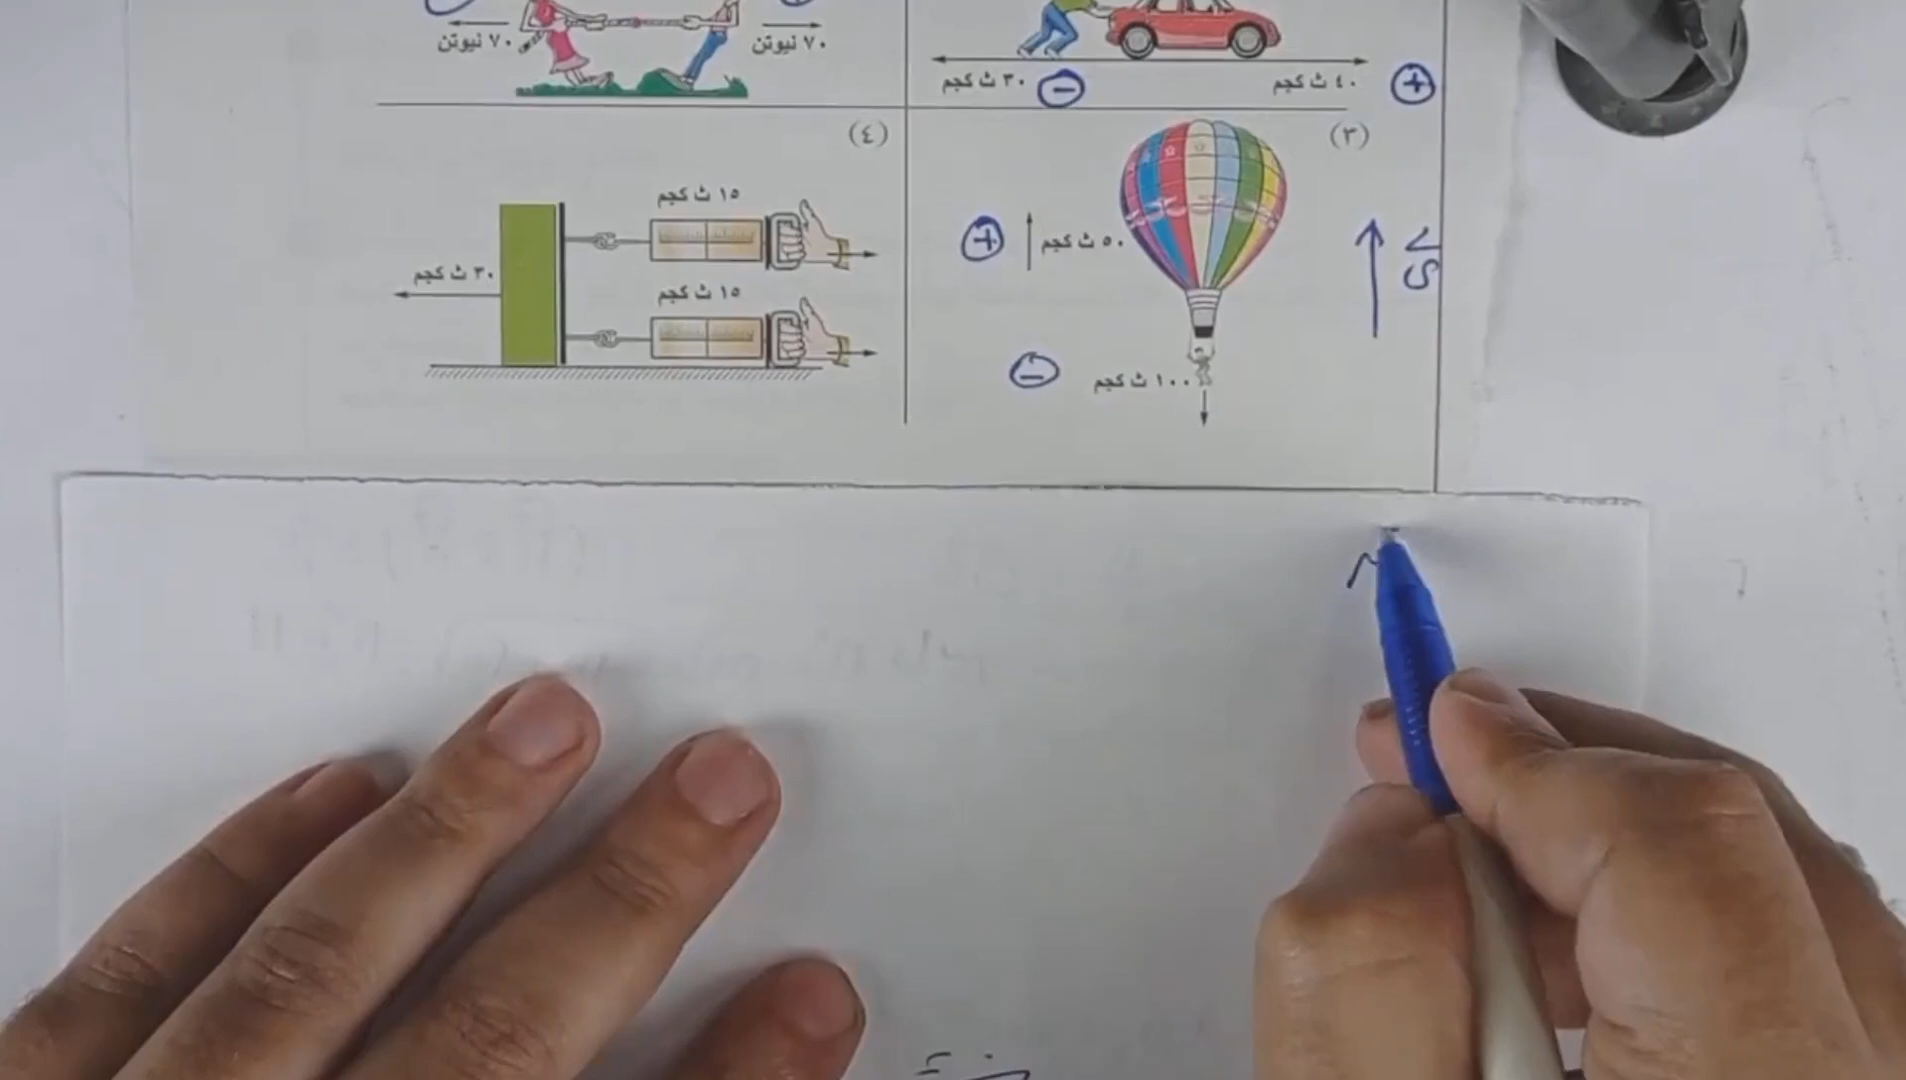 ٤٠ ث كجم
٣٠ ث كجم
٧٠ نيوتن
٧٠ نيوتن
(٣)
٥٠ ث كجم
١٠٠ ث كجم
(٤)
١٥ ث كجم
٣٠ ث كجم
١٥ ث كجم